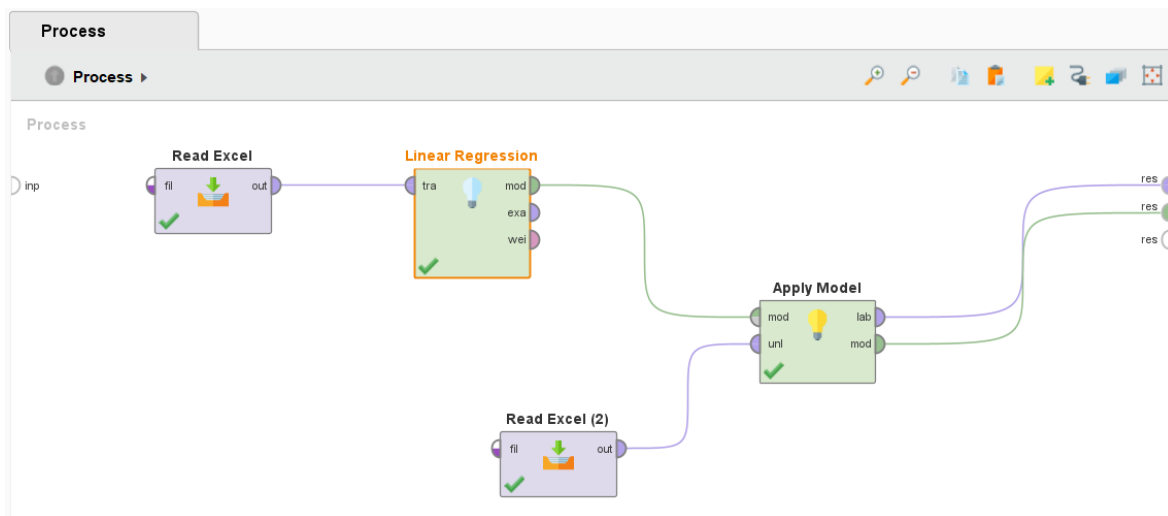 Process
Process
Process
Read Excel
Linear Regression
inp
fil
out
tra
mod
exa
wei
res
res
res
Apply Model
mod
lab
unl
mod
Read Excel (2)
fil
out